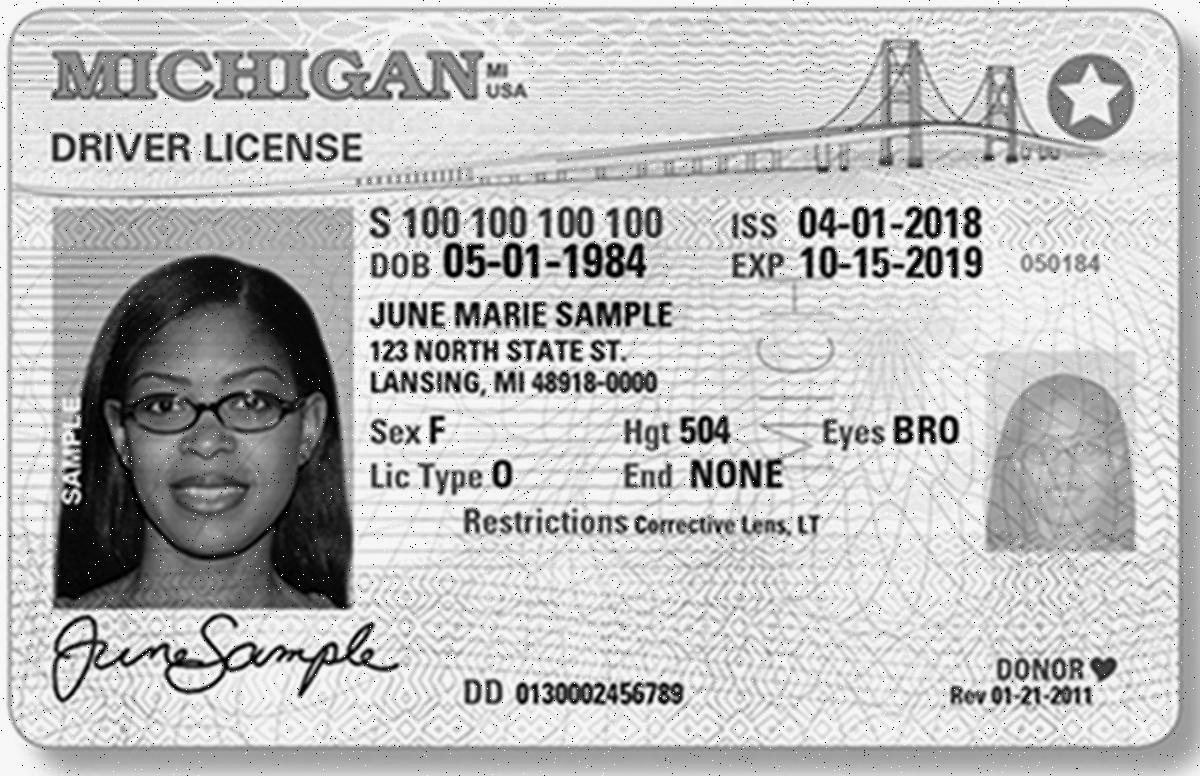 MICHIGAN MI
USA
DRIVER LICENSE
S 100 100 100 100 ISS 04-01-2018
DOB 05-01-1984 EXP 10-15-2019 050184
JUNE MARIE SAMPLE
123 NORTH STATE ST.
LANSING, MI 48918-0000
Sex F Hgt 504 Eyes BRO
Lic Type O End NONE
Restrictions Corrective Lens, LT
SAMPLE
June Sample
DD 0130002456789
DONOR
Rev 01-21-2011